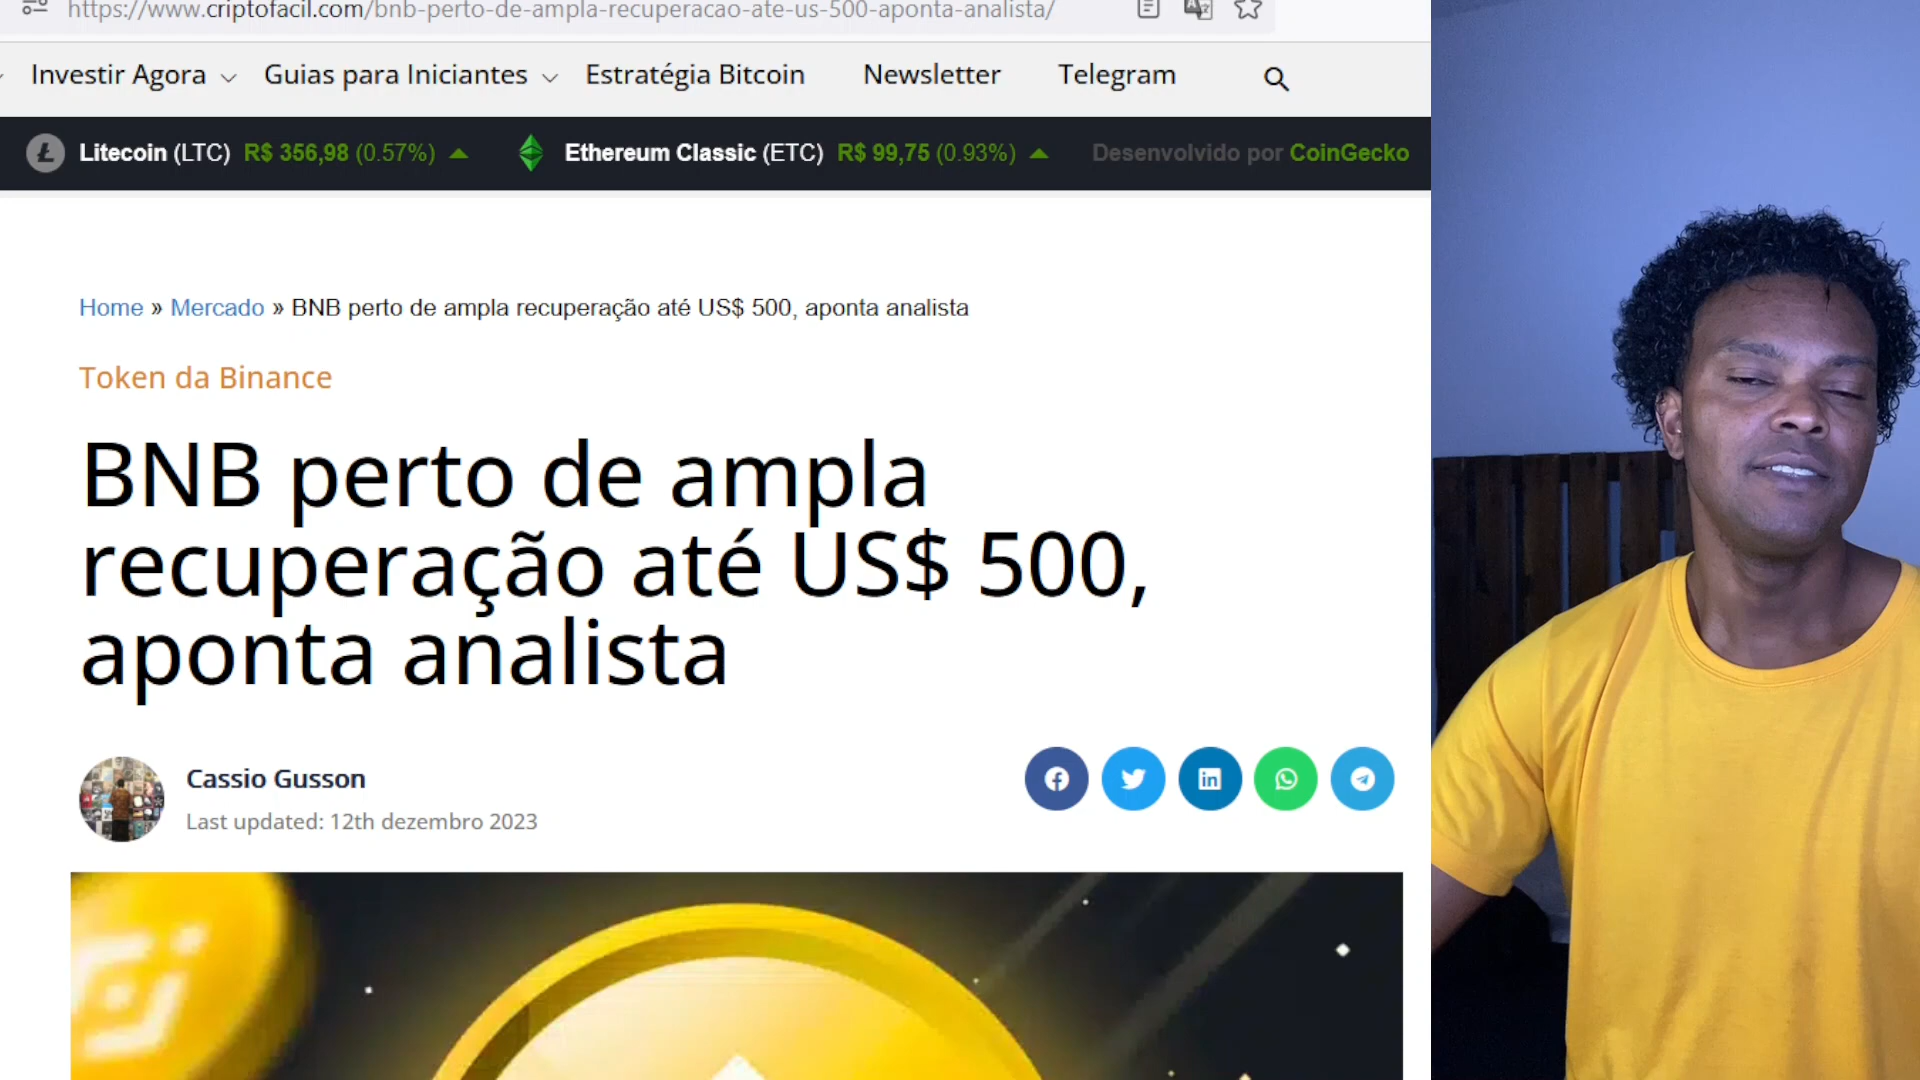 https://www.criptofacil.com/bnb-perto-de-ampla-recuperacao-ate-us-500-aponta-analista/
Investir Agora Guias para Iniciantes Estratégia Bitcoin Newsletter Telegram
Litecoin (LTC) R$ 356,98 (0.57%) Ethereum Classic (ETC) R$ 99,75 (0.93%) Desenvolvido por CoinGecko
Home » Mercado » BNB perto de ampla recuperação até US$ 500, aponta analista
Token da Binance
BNB perto de ampla
recuperação até US$ 500,
aponta analista
Cassio Gusson
Last updated: 12th dezembro 2023